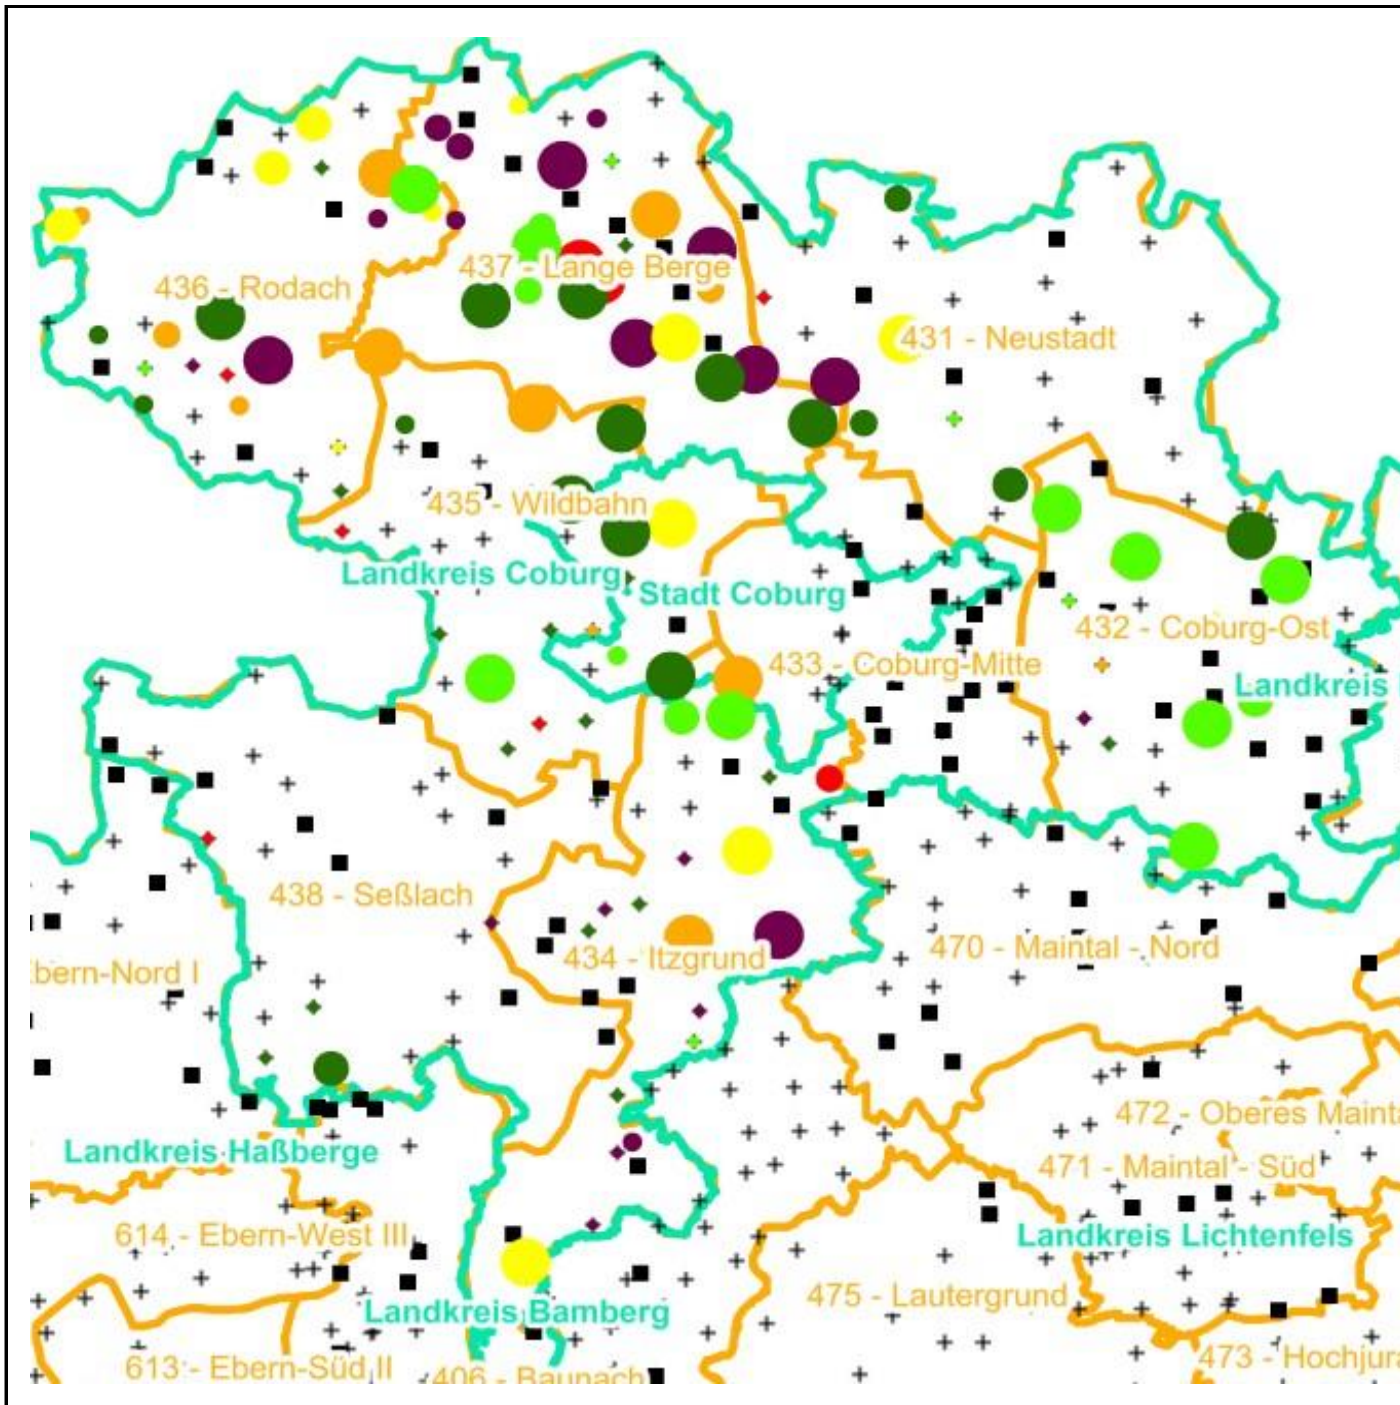 437 - Lange Berge
436 - Rodach
431 - Neustadt
435 - Wildbahn
Landkreis Coburg
Stadt Coburg
432 - Coburg-Ost
433 - Coburg-Mitte
Landkreis
438 - Seßlach
434 - Itzgrund
470 - Maintal - Nord
bern-Nord I
472 - Oberes Mainta
Landkreis Haßberge
471 - Maintal - Süd
614 - Ebern-West III
Landkreis Lichtenfels
475 - Lautergrund
Landkreis Bamberg
473 - Hochjura
613 - Ebern-Süd II
406 - Baunach